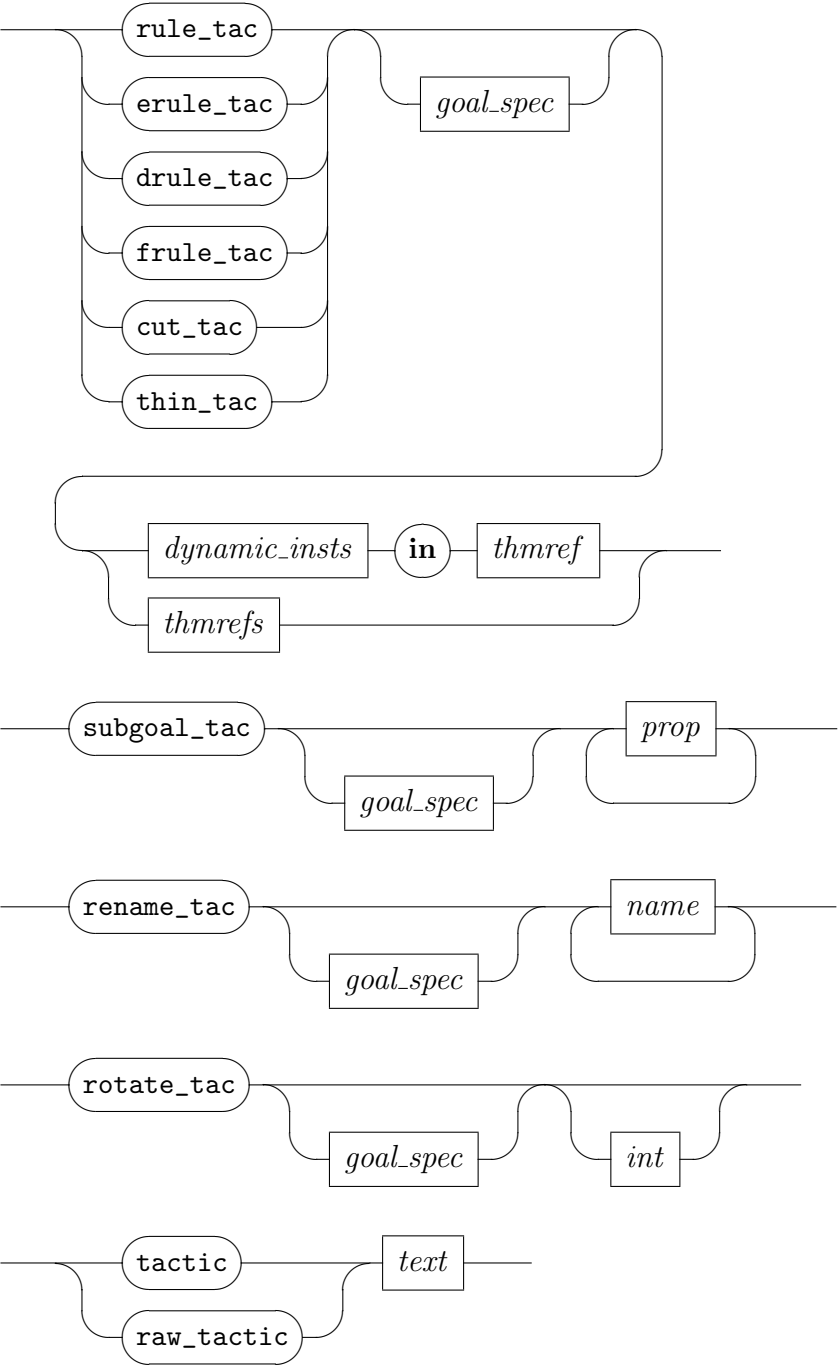 rule_tac
erule_tac goal_spec
drule_tac
frule_tac
cut_tac
thin_tac
dynamic_insts in thmref
thmrefs
subgoal_tac prop
goal_spec
rename_tac name
goal_spec
rotate_tac
goal_spec int
tactic text
raw_tactic